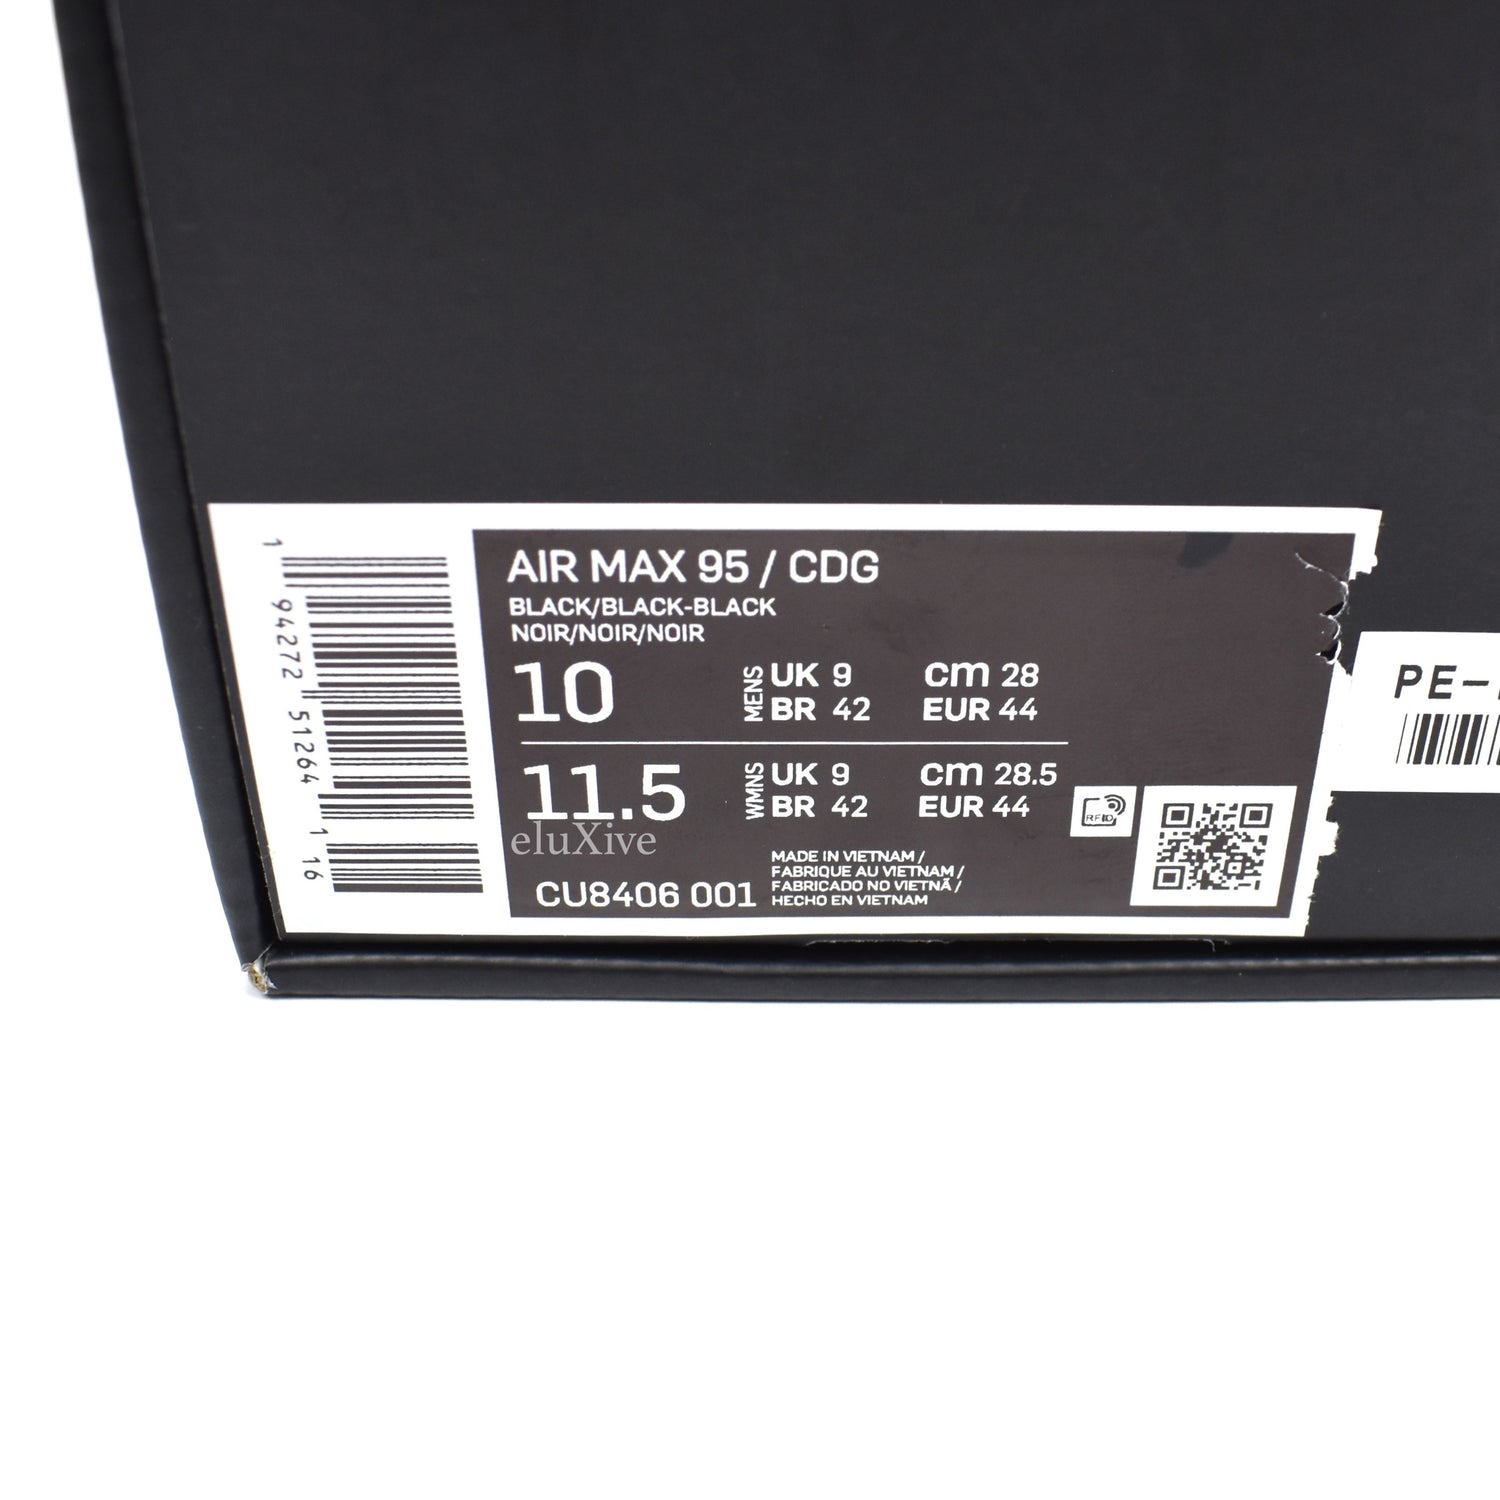 AIR MAX 95 / CDG
BLACK/BLACK-BLACK
NOIR/NOIR/NOIR
10 MENS UK 9 cm 28
BR 42 EUR 44
11.5 WMNS UK 9 cm 28.5
BR 42 EUR 44
eluXive
CU8406 001
MADE IN VIETNAM /
FABRIQUE AU VIETNAM /
FABRICADO NO VIETNÃ /
HECHO EN VIETNAM
RFID
1 94272 51264 1 16
PE-